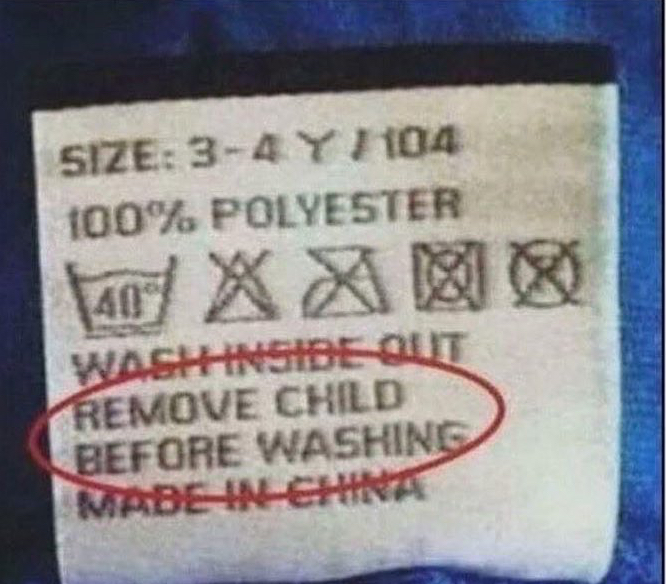 SIZE: 3-4 Y / 104
100% POLYESTER
40°
WASH INSIDE OUT
REMOVE CHILD
BEFORE WASHING
MADE IN CHINA